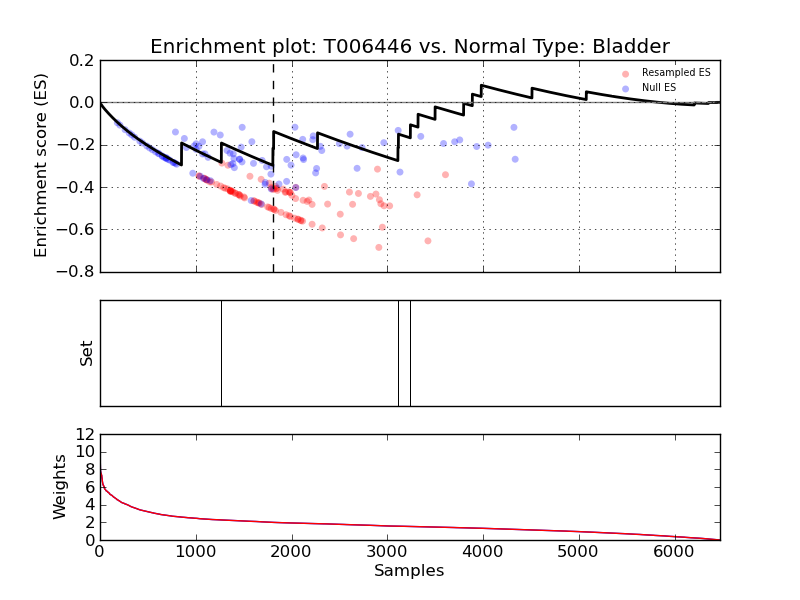 Enrichment plot: T006446 vs. Normal Type: Bladder
Enrichment score (ES)
0.2
0.0
−0.2
−0.4
−0.6
−0.8
Resampled ES
Null ES
Set
Weights
12
10
8
6
4
2
0
0 1000 2000 3000 4000 5000 6000
Samples